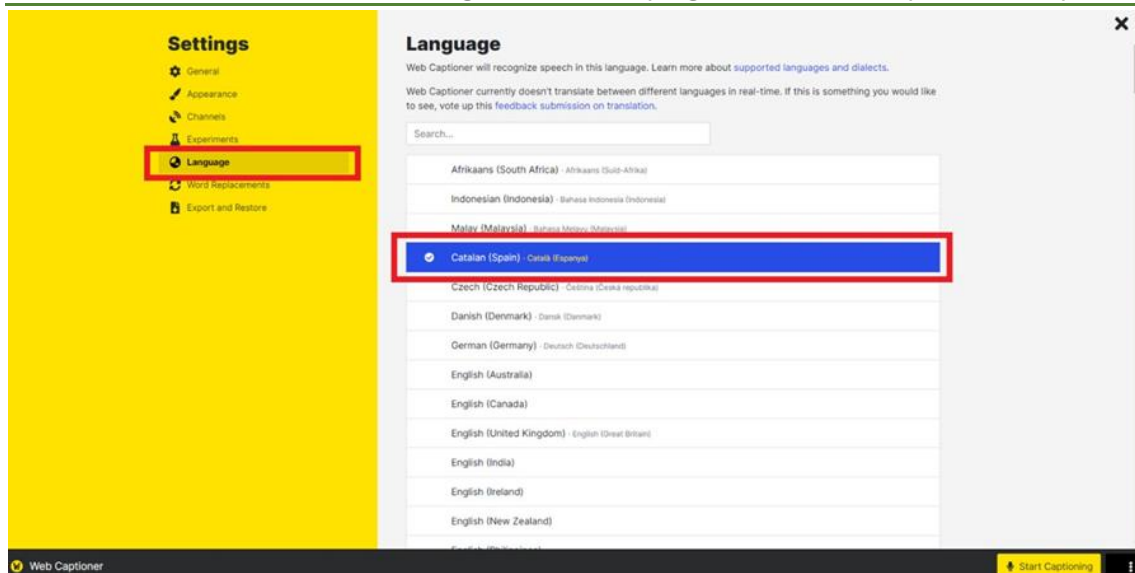 Settings
General
Appearance
Channels
Experiments
Language
Word Replacements
Export and Restore
Language
Web Captioner will recognize speech in this language. Learn more about supported languages and dialects.
Web Captioner currently doesn't translate between different languages in real-time. If this is something you would like
to see, vote up this feedback submission on translation.
Search...
Afrikaans (South Africa) · Afrikaans (Suid-Afrika)
Indonesian (Indonesia) · Bahasa Indonesia (Indonesia)
Malay (Malaysia) · Bahasa Melayu (Malaysia)
Catalan (Spain) · Català (Espanya)
Czech (Czech Republic) · Čeština (Česká republika)
Danish (Denmark) · Dansk (Danmark)
German (Germany) · Deutsch (Deutschland)
English (Australia)
English (Canada)
English (United Kingdom) · English (Great Britain)
English (India)
English (Ireland)
English (New Zealand)
Web Captioner
Start Captioning